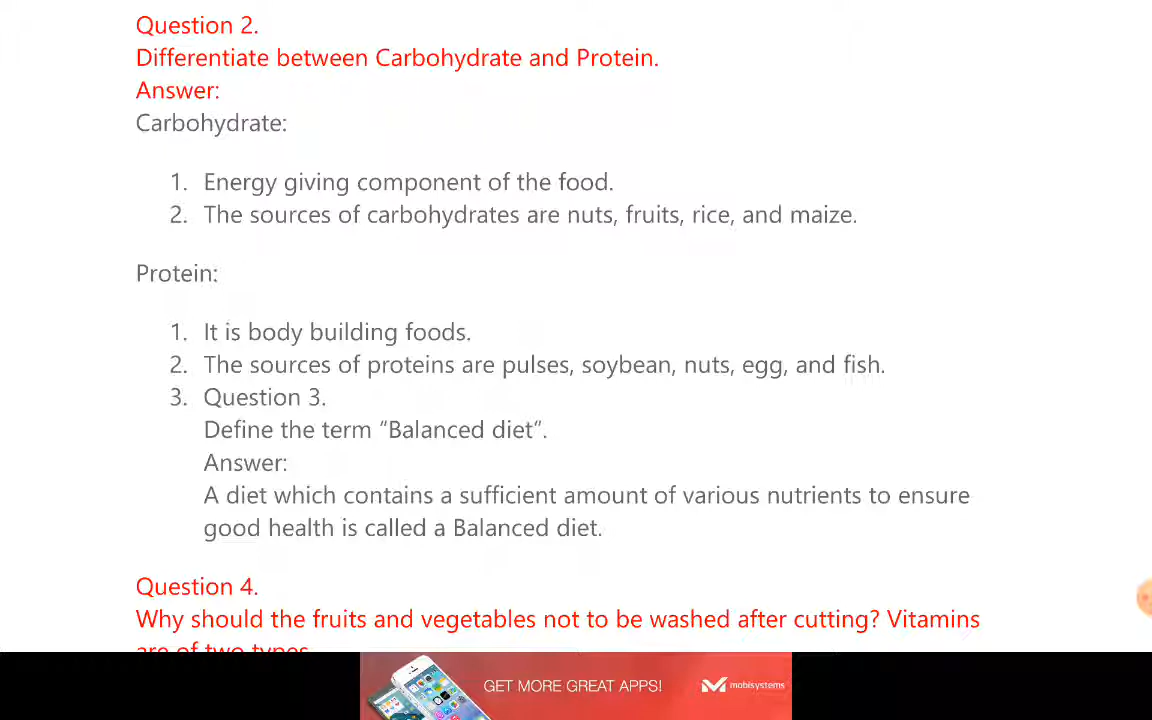 Question 2.
Differentiate between Carbohydrate and Protein.
Answer:
Carbohydrate:
1. Energy giving component of the food.
2. The sources of carbohydrates are nuts, fruits, rice, and maize.
Protein:
1. It is body building foods.
2. The sources of proteins are pulses, soybean, nuts, egg, and fish.
3. Question 3.
Define the term “Balanced diet”.
Answer:
A diet which contains a sufficient amount of various nutrients to ensure
good health is called a Balanced diet.
Question 4.
Why should the fruits and vegetables not to be washed after cutting? Vitamins
are of two types
GET MORE GREAT APPS!
mobisystems